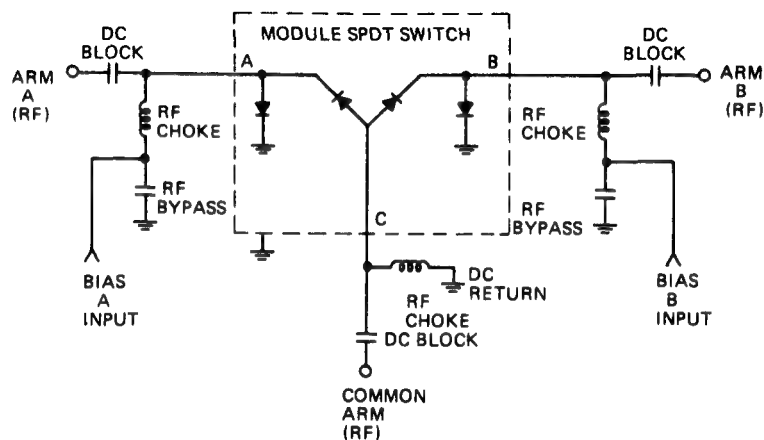 MODULE SPDT SWITCH
DC
BLOCK
ARM
A
(RF)
A
B
DC
BLOCK
ARM
B
(RF)
RF
CHOKE
RF
CHOKE
RF
BYPASS
RF
BYPASS
C
BIAS
A
INPUT
DC
RETURN
RF
CHOKE
DC BLOCK
BIAS
B
INPUT
COMMON
ARM
(RF)